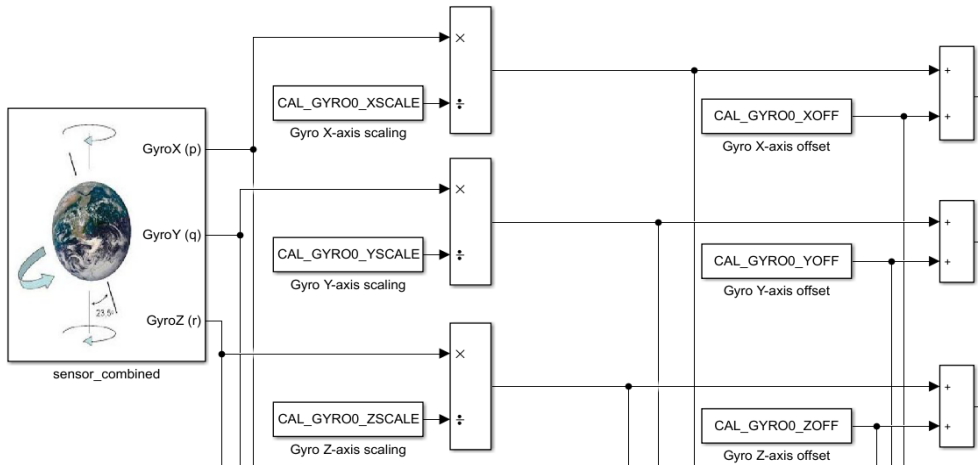 ×
CAL_GYRO0_XSCALE
÷
Gyro X-axis scaling
+
CAL_GYRO0_XOFF
+
Gyro X-axis offset
GyroX (p)
GyroY (q)
GyroZ (r)
23.5
sensor_combined
×
CAL_GYRO0_YSCALE
÷
Gyro Y-axis scaling
+
CAL_GYRO0_YOFF
+
Gyro Y-axis offset
×
CAL_GYRO0_ZSCALE
÷
Gyro Z-axis scaling
+
CAL_GYRO0_ZOFF
+
Gyro Z-axis offset